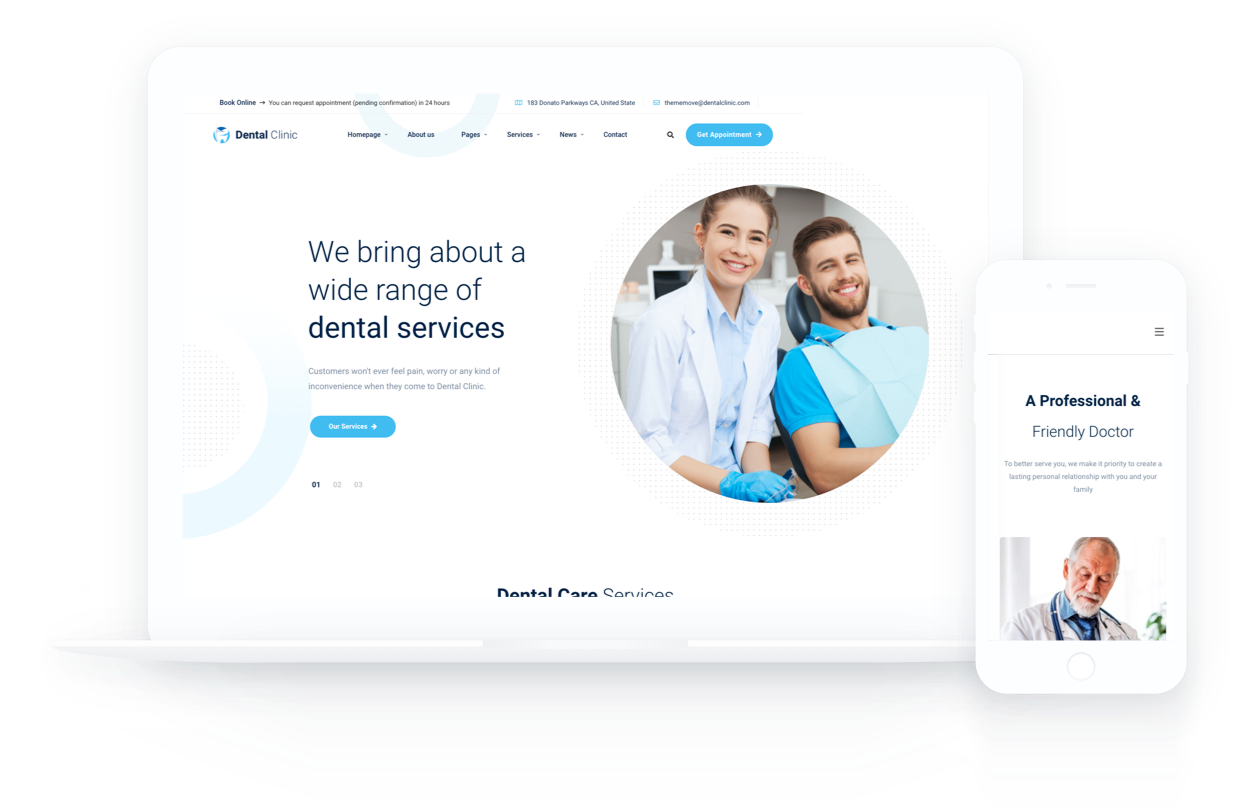 Book Online → You can request appointment (pending confirmation) in 24 hours
183 Donato Parkways CA, United State
thememove@dentalclinic.com
Dental Clinic
Homepage
About us
Pages
Services
News
Contact
Get Appointment →
We bring about a
wide range of
dental services
Customers won't ever feel pain, worry or any kind of
inconvenience when they come to Dental Clinic.
Our Services →
01 02 03
Dental Care Services
A Professional &
Friendly Doctor
To better serve you, we make it priority to create a
lasting personal relationship with you and your
family